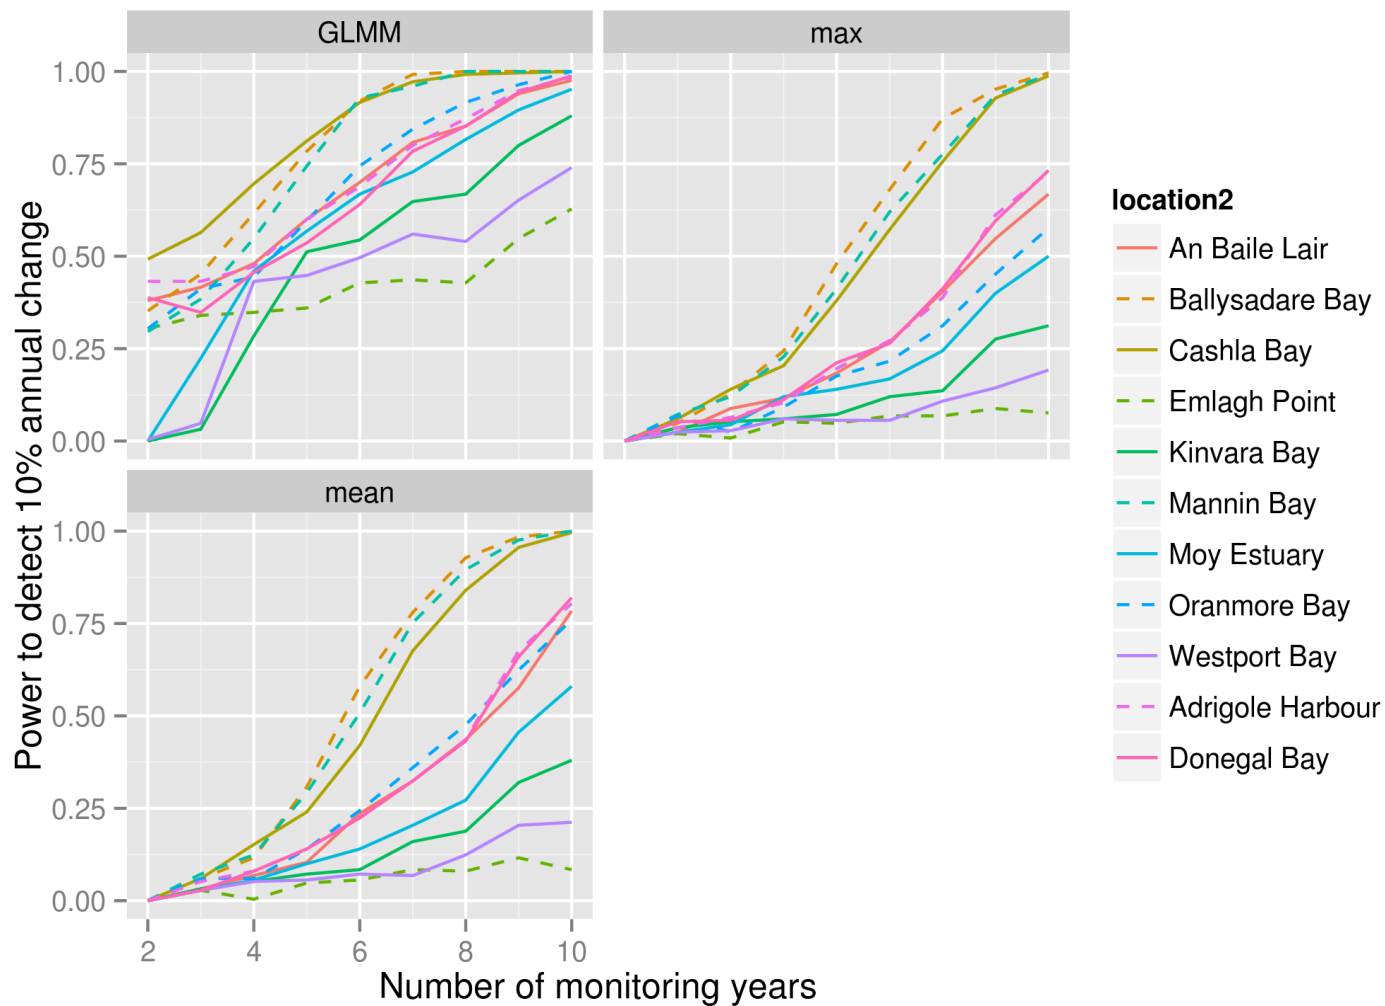 GLMM
max
1.00
0.75
0.50
0.25
0.00
mean
1.00
0.75
0.50
0.25
0.00
2 4 6 8 10
Number of monitoring years
Power to detect 10% annual change
location2
An Baile Lair
Ballysadare Bay
Cashla Bay
Emlagh Point
Kinvara Bay
Mannin Bay
Moy Estuary
Oranmore Bay
Westport Bay
Adrigole Harbour
Donegal Bay